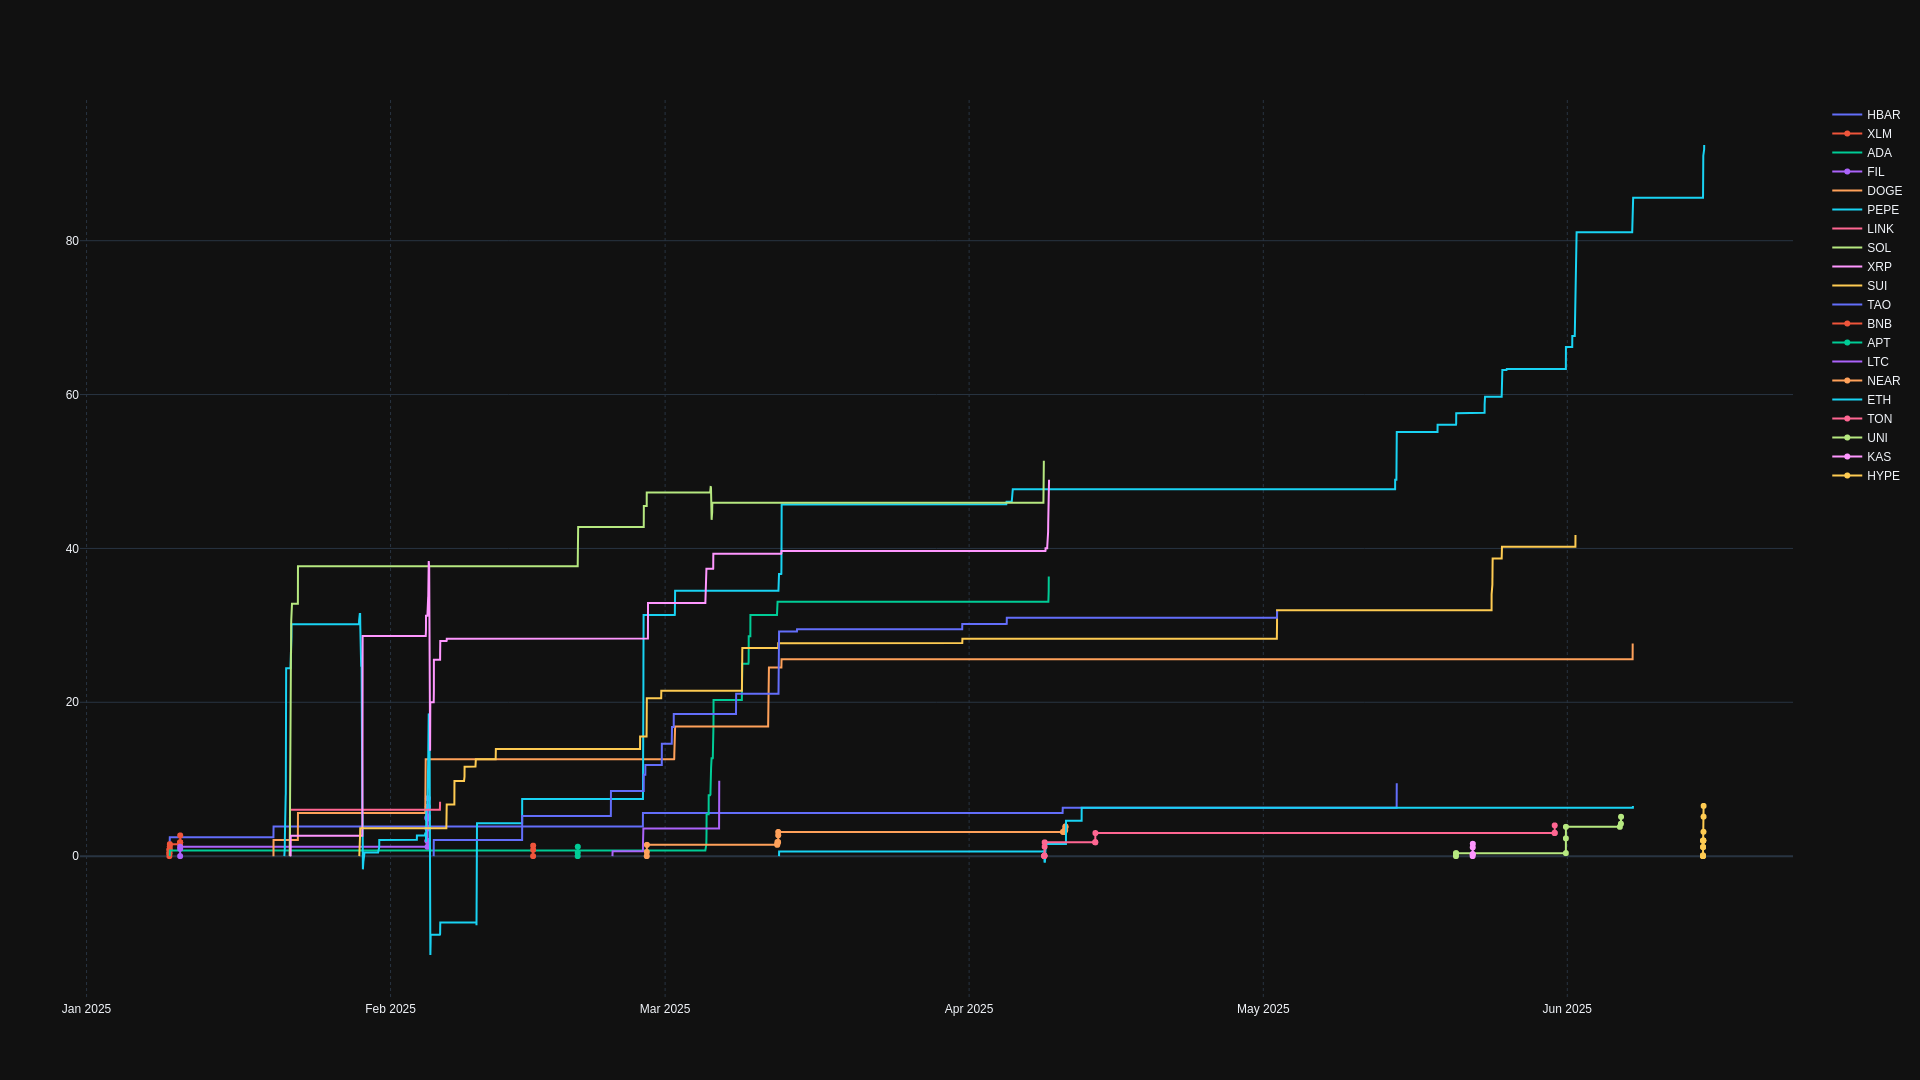 80
60
40
20
0
Jan 2025
Feb 2025
Mar 2025
Apr 2025
May 2025
Jun 2025
HBAR
XLM
ADA
FIL
DOGE
PEPE
LINK
SOL
XRP
SUI
TAO
BNB
APT
LTC
NEAR
ETH
TON
UNI
KAS
HYPE